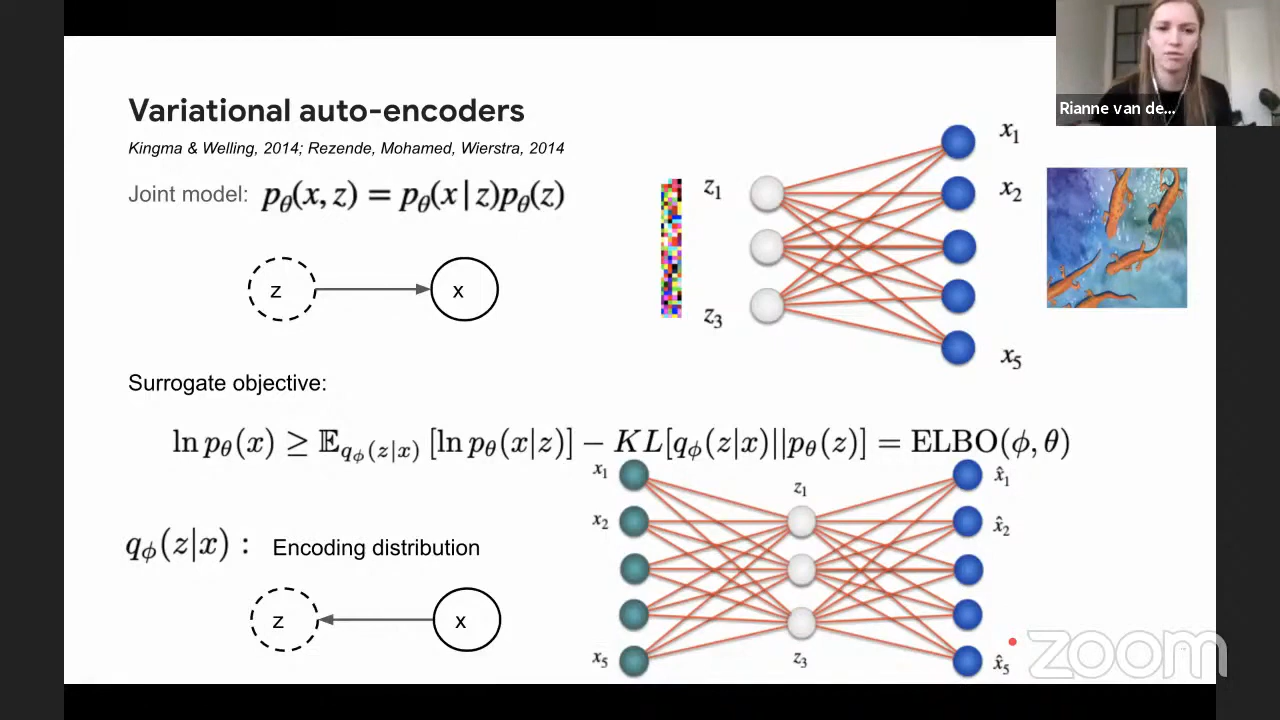 Variational auto-encoders
Kingma & Welling, 2014; Rezende, Mohamed, Wierstra, 2014
Joint model: pθ(x, z) = pθ(x | z)pθ(z)
z x
z1
z3
x1
x2
x5
Rianne van de...
Surrogate objective:
ln pθ(x) ≥ 𝔼qϕ(z|x) [ln pθ(x|z)] − KL[qϕ(z|x)||pθ(z)] = ELBO(ϕ, θ)
qϕ(z|x) : Encoding distribution
z x
x1
x2
x5
z1
z3
x̂1
x̂2
x̂5
zoom